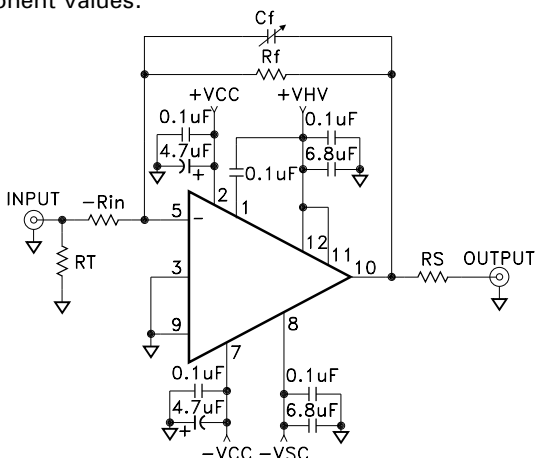 onent values.
Cf
Rf
+VCC
+VHV
0.1uF
0.1uF
4.7uF
6.8uF
+
0.1uF
INPUT
-Rin
5
-
2
1
RT
12
11
3
10
RS
OUTPUT
9
8
7
0.1uF
0.1uF
4.7uF
6.8uF
+
-VCC
-VSC